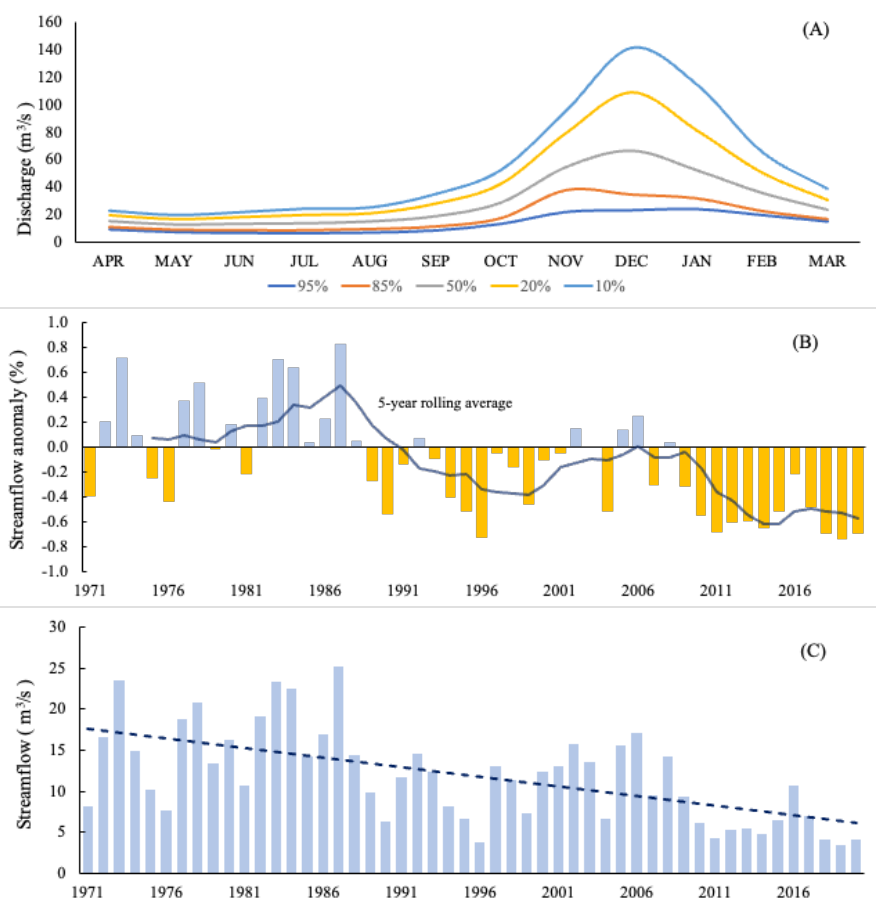 (A)
Discharge (m³/s)
160
140
120
100
80
60
40
20
0
APR MAY JUN JUL AUG SEP OCT NOV DEC JAN FEB MAR
95% 85% 50% 20% 10%
(B)
Streamflow anomaly (%)
1.0
0.8
0.6
0.4
0.2
0.0
-0.2
-0.4
-0.6
-0.8
-1.0
5-year rolling average
1971 1976 1981 1986 1991 1996 2001 2006 2011 2016
(C)
Streamflow ( m³/s)
30
25
20
15
10
5
0
1971 1976 1981 1986 1991 1996 2001 2006 2011 2016